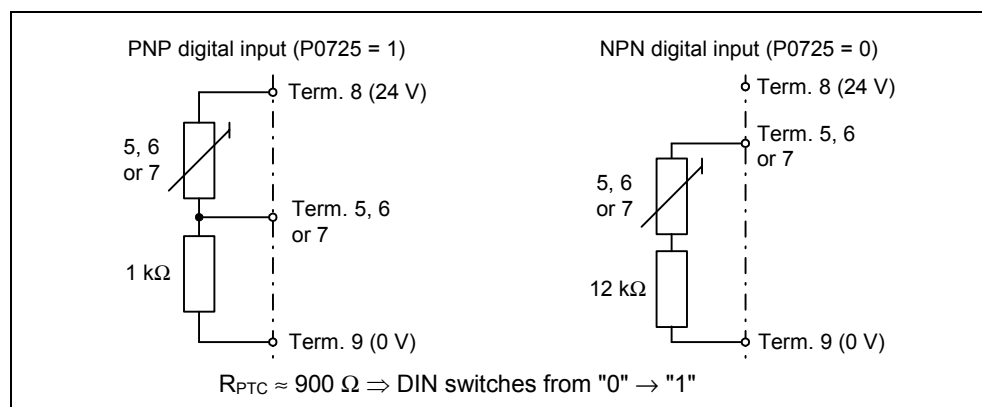 PNP digital input (P0725 = 1)
Term. 8 (24 V)
5, 6
or 7
Term. 5, 6
or 7
1 kΩ
Term. 9 (0 V)
NPN digital input (P0725 = 0)
Term. 8 (24 V)
Term. 5, 6
or 7
5, 6
or 7
12 kΩ
Term. 9 (0 V)
RPTC ≈ 900 Ω ⇒ DIN switches from "0" → "1"